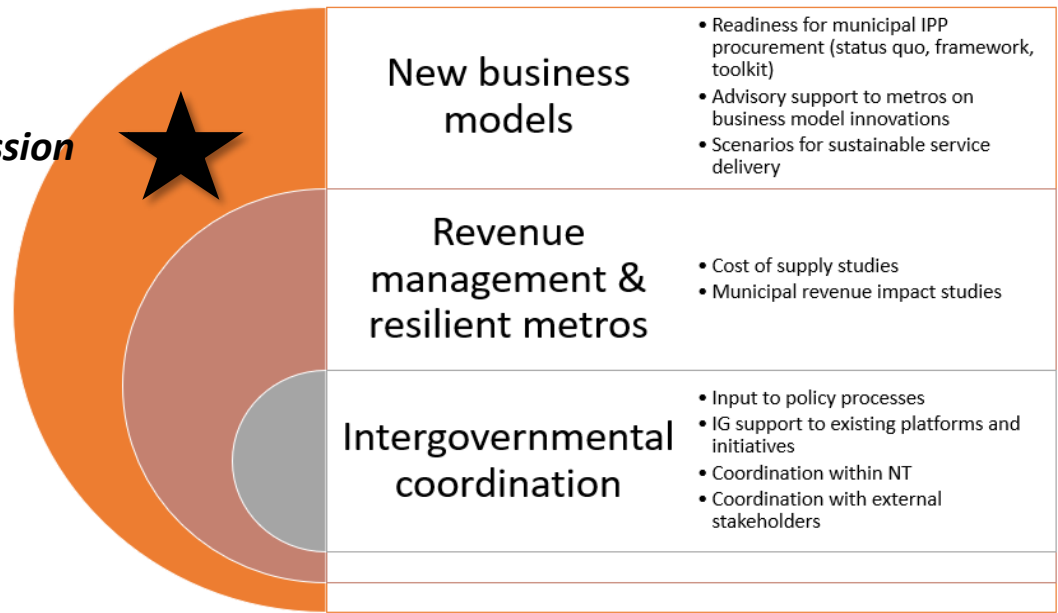 ssion
New business
models
• Readiness for municipal IPP
procurement (status quo, framework,
toolkit)
• Advisory support to metros on
business model innovations
• Scenarios for sustainable service
delivery
Revenue
management &
resilient metros
• Cost of supply studies
• Municipal revenue impact studies
Intergovernmental
coordination
• Input to policy processes
• IG support to existing platforms and
initiatives
• Coordination within NT
• Coordination with external
stakeholders